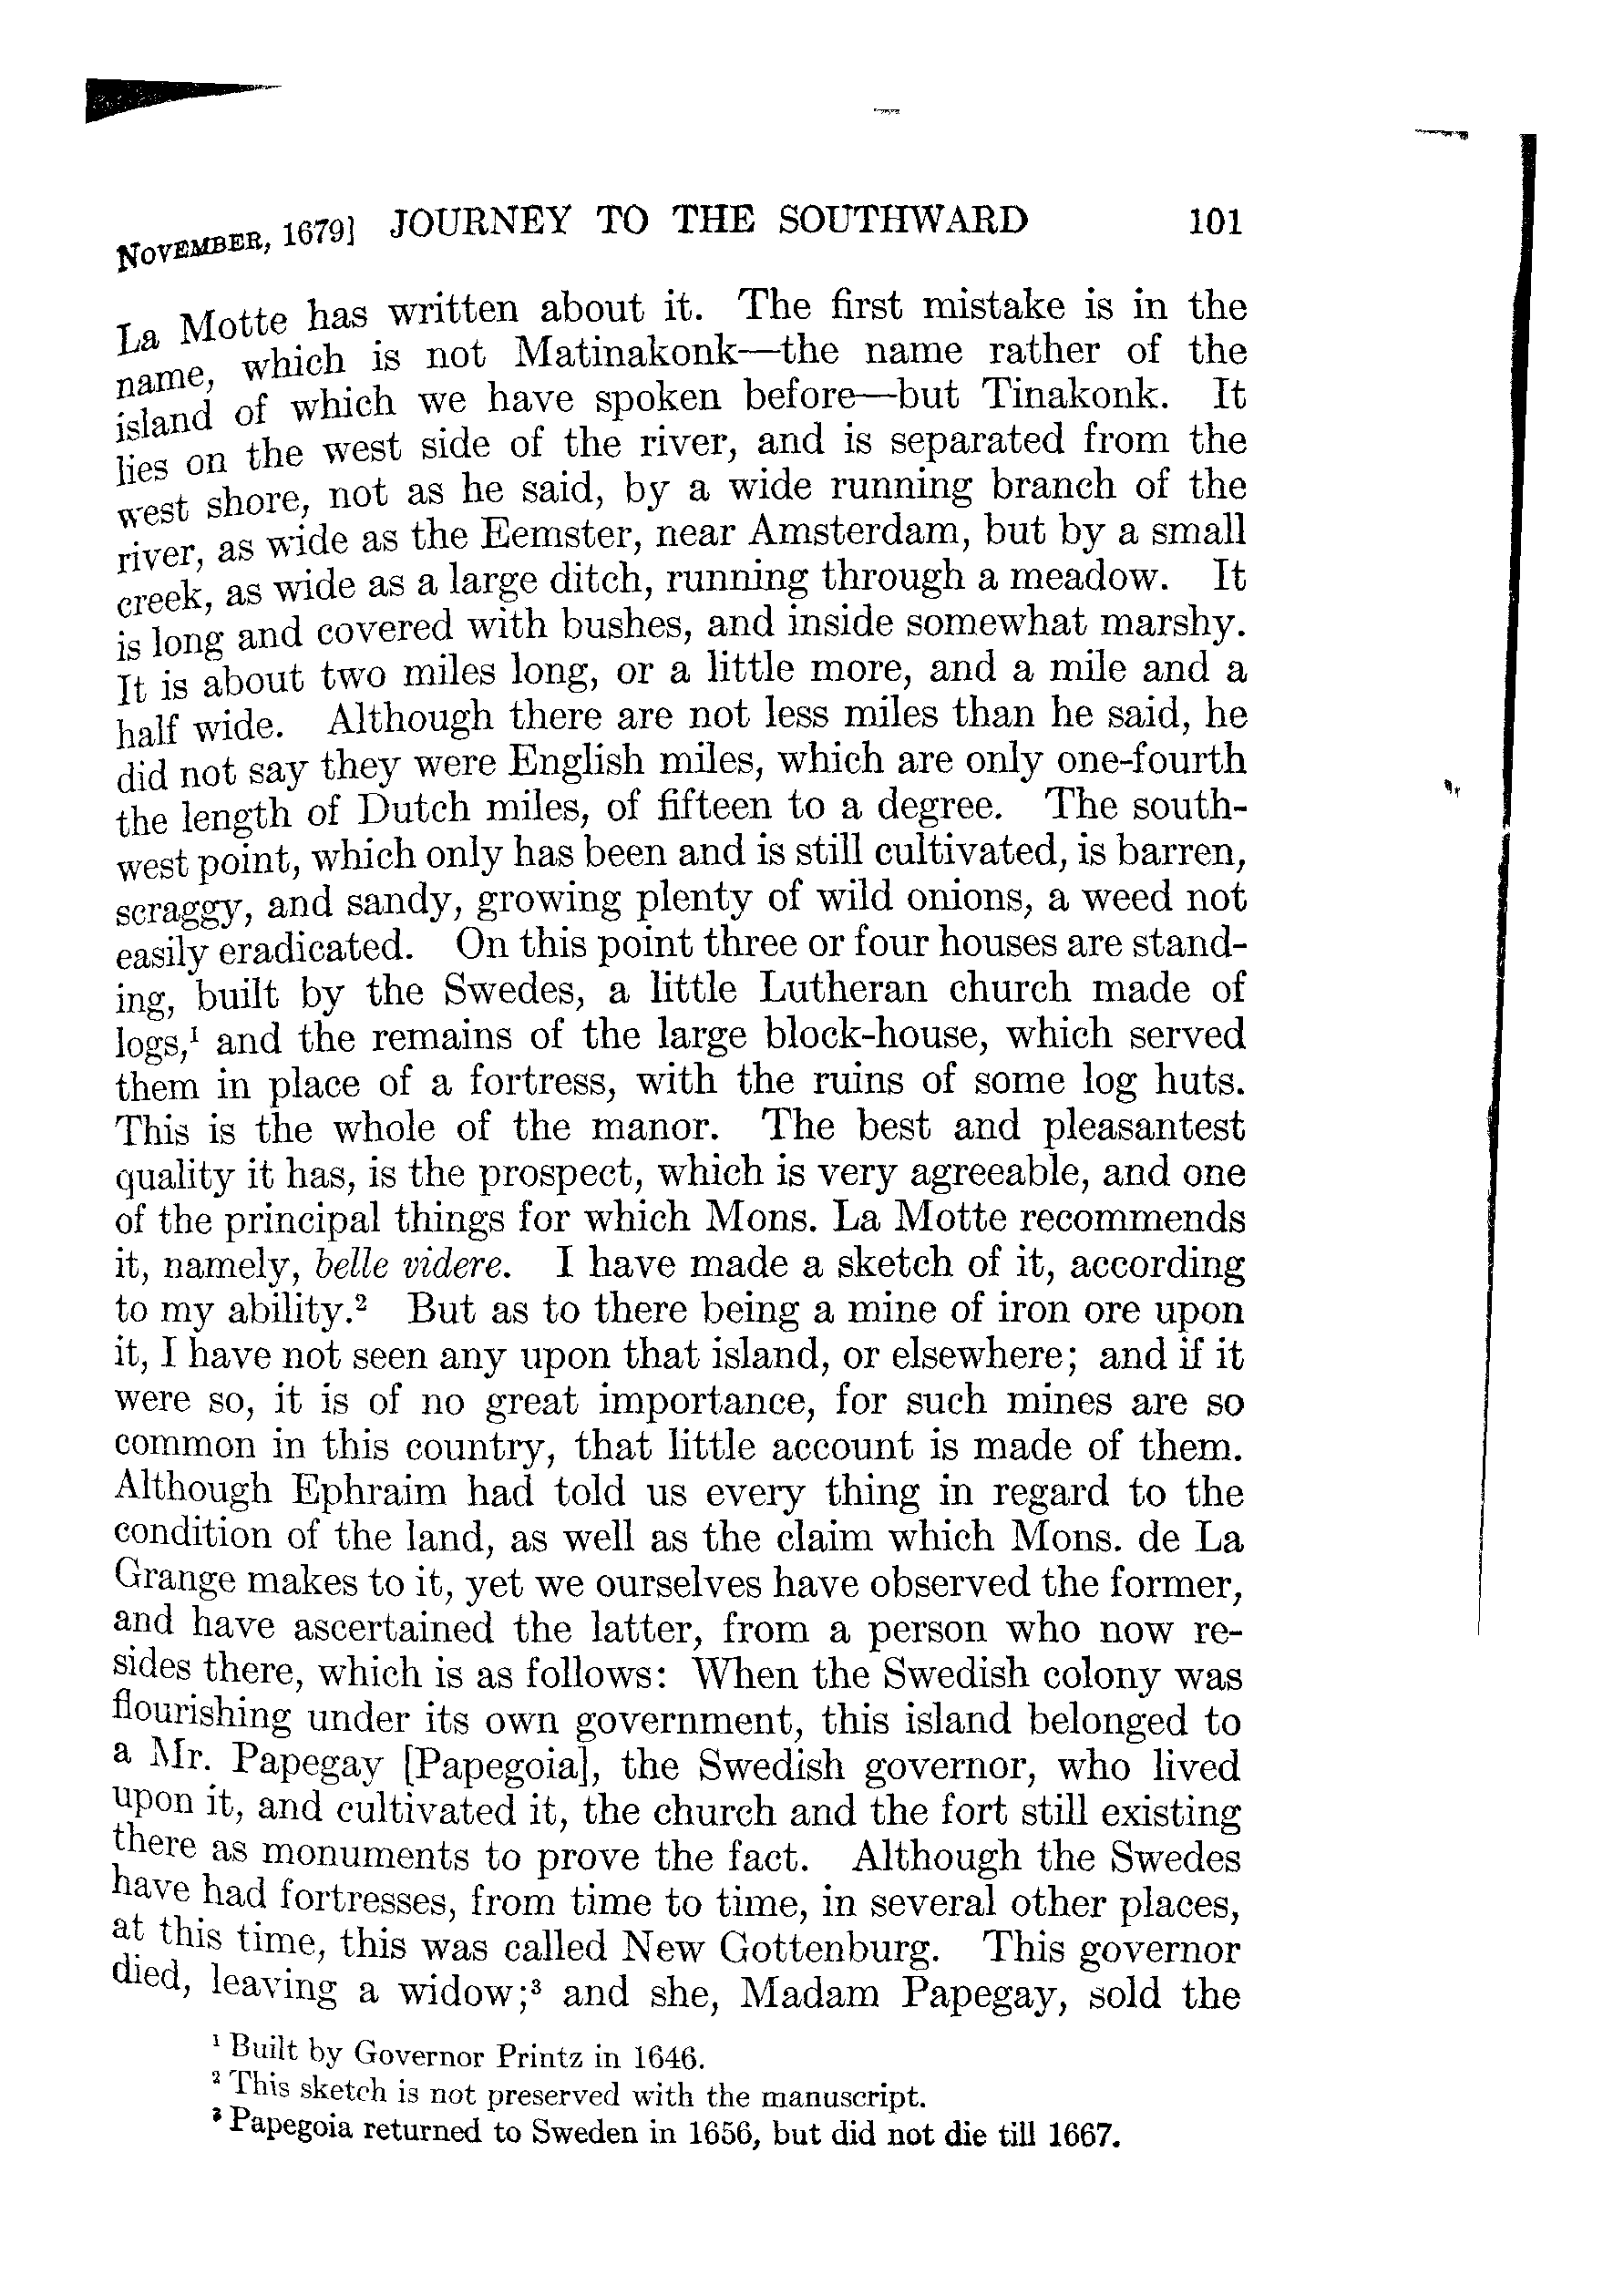 NOVEMBER, 1679] JOURNEY TO THE SOUTHWARD 101
La Motte has written about it. The first mistake is in the
name, which is not Matinakonk—the name rather of the
island of which we have spoken before—but Tinakonk. It
lies on the west side of the river, and is separated from the
west shore, not as he said, by a wide running branch of the
river, as wide as the Eemster, near Amsterdam, but by a small
creek, as wide as a large ditch, running through a meadow. It
is long and covered with bushes, and inside somewhat marshy.
It is about two miles long, or a little more, and a mile and a
half wide. Although there are not less miles than he said, he
did not say they were English miles, which are only one-fourth
the length of Dutch miles, of fifteen to a degree. The south-
west point, which only has been and is still cultivated, is barren,
scraggy, and sandy, growing plenty of wild onions, a weed not
easily eradicated. On this point three or four houses are stand-
ing, built by the Swedes, a little Lutheran church made of
logs,¹ and the remains of the large block-house, which served
them in place of a fortress, with the ruins of some log huts.
This is the whole of the manor. The best and pleasantest
quality it has, is the prospect, which is very agreeable, and one
of the principal things for which Mons. La Motte recommends
it, namely, belle videre. I have made a sketch of it, according
to my ability.² But as to there being a mine of iron ore upon
it, I have not seen any upon that island, or elsewhere; and if it
were so, it is of no great importance, for such mines are so
common in this country, that little account is made of them.
Although Ephraim had told us every thing in regard to the
condition of the land, as well as the claim which Mons. de La
Grange makes to it, yet we ourselves have observed the former,
and have ascertained the latter, from a person who now re-
sides there, which is as follows: When the Swedish colony was
flourishing under its own government, this island belonged to
a Mr. Papegay [Papegoia], the Swedish governor, who lived
upon it, and cultivated it, the church and the fort still existing
there as monuments to prove the fact. Although the Swedes
have had fortresses, from time to time, in several other places,
at this time, this was called New Gottenburg. This governor
died, leaving a widow;³ and she, Madam Papegay, sold the
¹ Built by Governor Printz in 1646.
² This sketch is not preserved with the manuscript.
³ Papegoia returned to Sweden in 1656, but did not die till 1667.